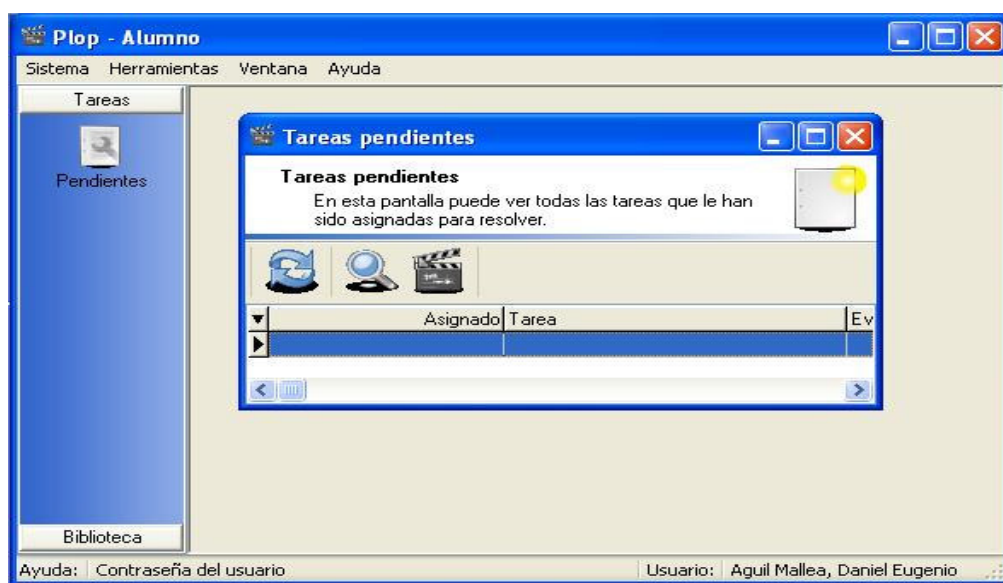 Plop - Alumno
Sistema Herramientas Ventana Ayuda
Tareas
Pendientes
Tareas pendientes
Tareas pendientes
En esta pantalla puede ver todas las tareas que le han
sido asignadas para resolver.
Asignado Tarea Ev
Biblioteca
Ayuda: Contraseña del usuario Usuario: Aguil Mallea, Daniel Eugenio